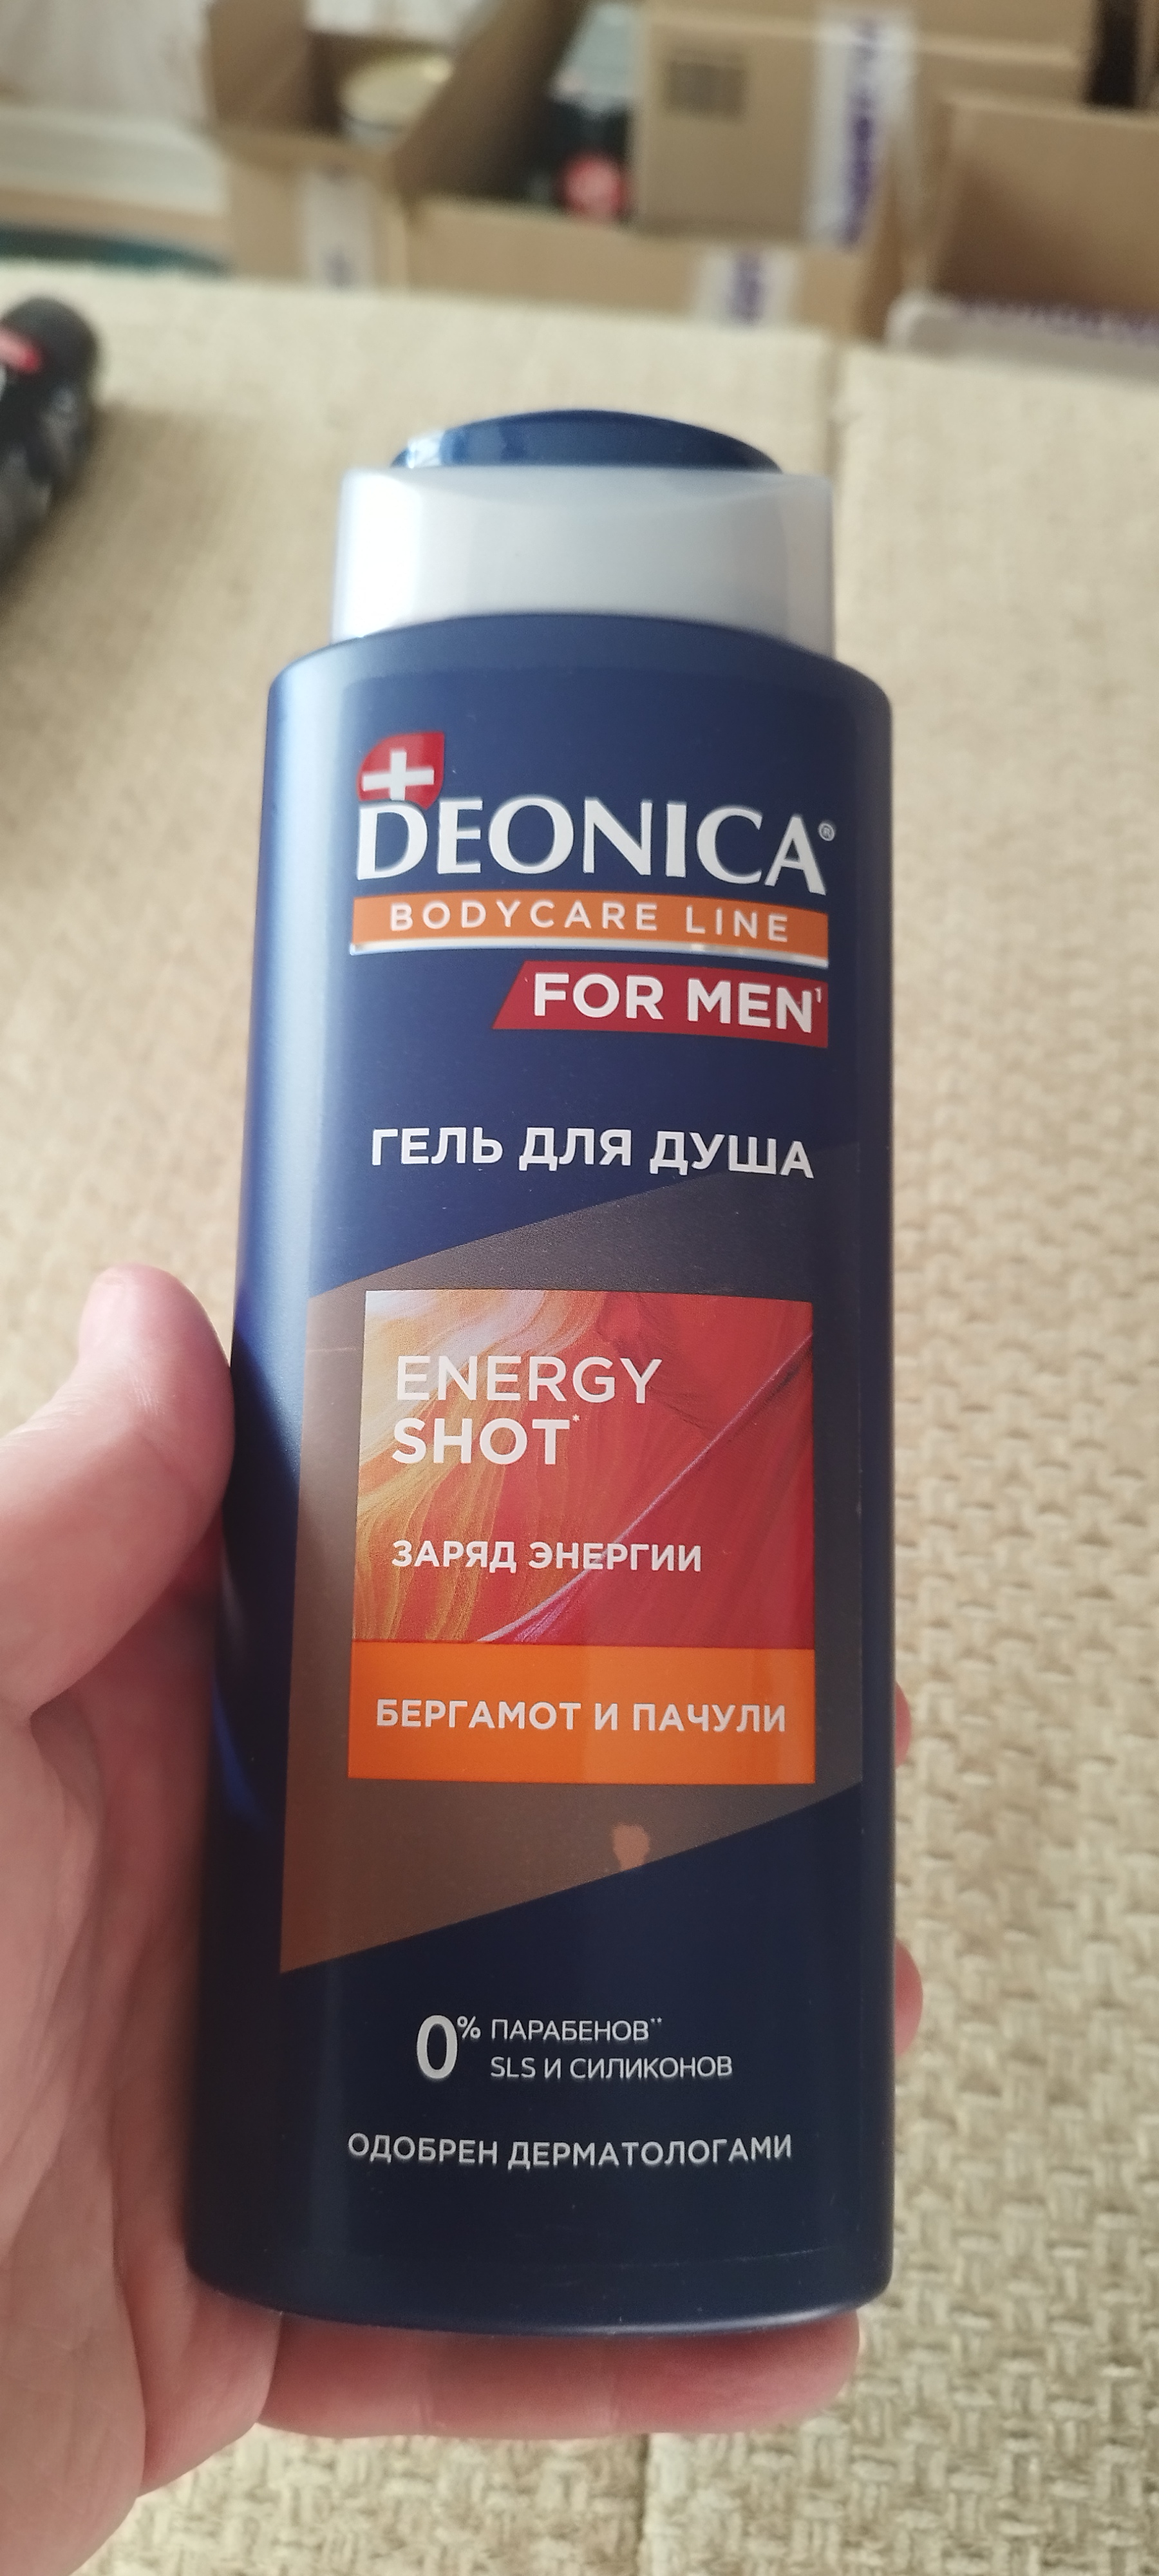 DEONICA®
BODYCARE LINE
FOR MEN¹
ГЕЛЬ ДЛЯ ДУША
ENERGY
SHOT*
ЗАРЯД ЭНЕРГИИ
БЕРГАМОТ И ПАЧУЛИ
0% ПАРАБЕНОВ**
SLS И СИЛИКОНОВ
ОДОБРЕН ДЕРМАТОЛОГАМИ